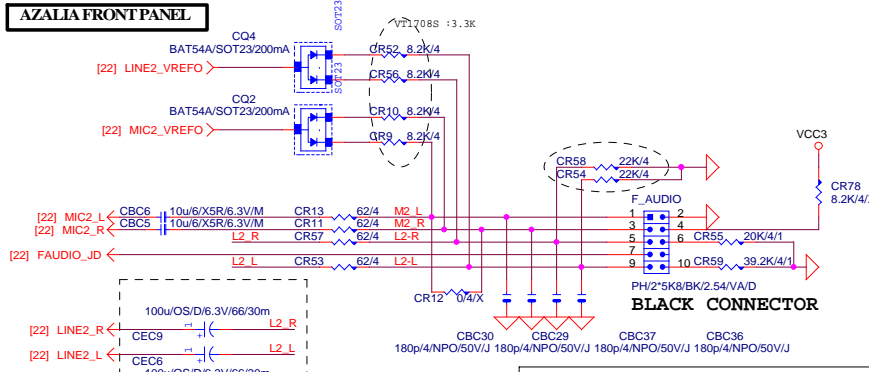 AZALIA FRONT PANEL
SOT23
VT1708S :3.3K
CQ4
BAT54A/SOT23/200mA
CR52 8.2K/4
[22] LINE2_VREFO
SOT23
CR56 8.2K/4
CQ2
BAT54A/SOT23/200mA
CR10 8.2K/4
[22] MIC2_VREFO
CR9 8.2K/4
VCC3
CR58 22K/4
CR54 22K/4
CR78
8.2K/4/
F_AUDIO
[22] MIC2_L CBC6 10u/6/X5R/6.3V/M CR13 62/4 M2_L 1 2
[22] MIC2_R CBC5 10u/6/X5R/6.3V/M CR11 62/4 M2_R 3 4
L2_R CR57 62/4 L2-R 5 6 CR55 20K/4/1
[22] FAUDIO_JD 7
L2_L CR53 62/4 L2-L 9 10 CR59 39.2K/4/1
PH/2*5K8/BK/2.54/VA/D
BLACK CONNECTOR
CR12 0/4/X
100u/OS/D/6.3V/66/30m
[22] LINE2_R 1 + L2_R
CEC9
[22] LINE2_L 1 + L2_L
CEC6
100u/OS/D/6.3V/66/30m
CBC30 CBC29 CBC37 CBC36
180p/4/NPO/50V/J 180p/4/NPO/50V/J 180p/4/NPO/50V/J 180p/4/NPO/50V/J